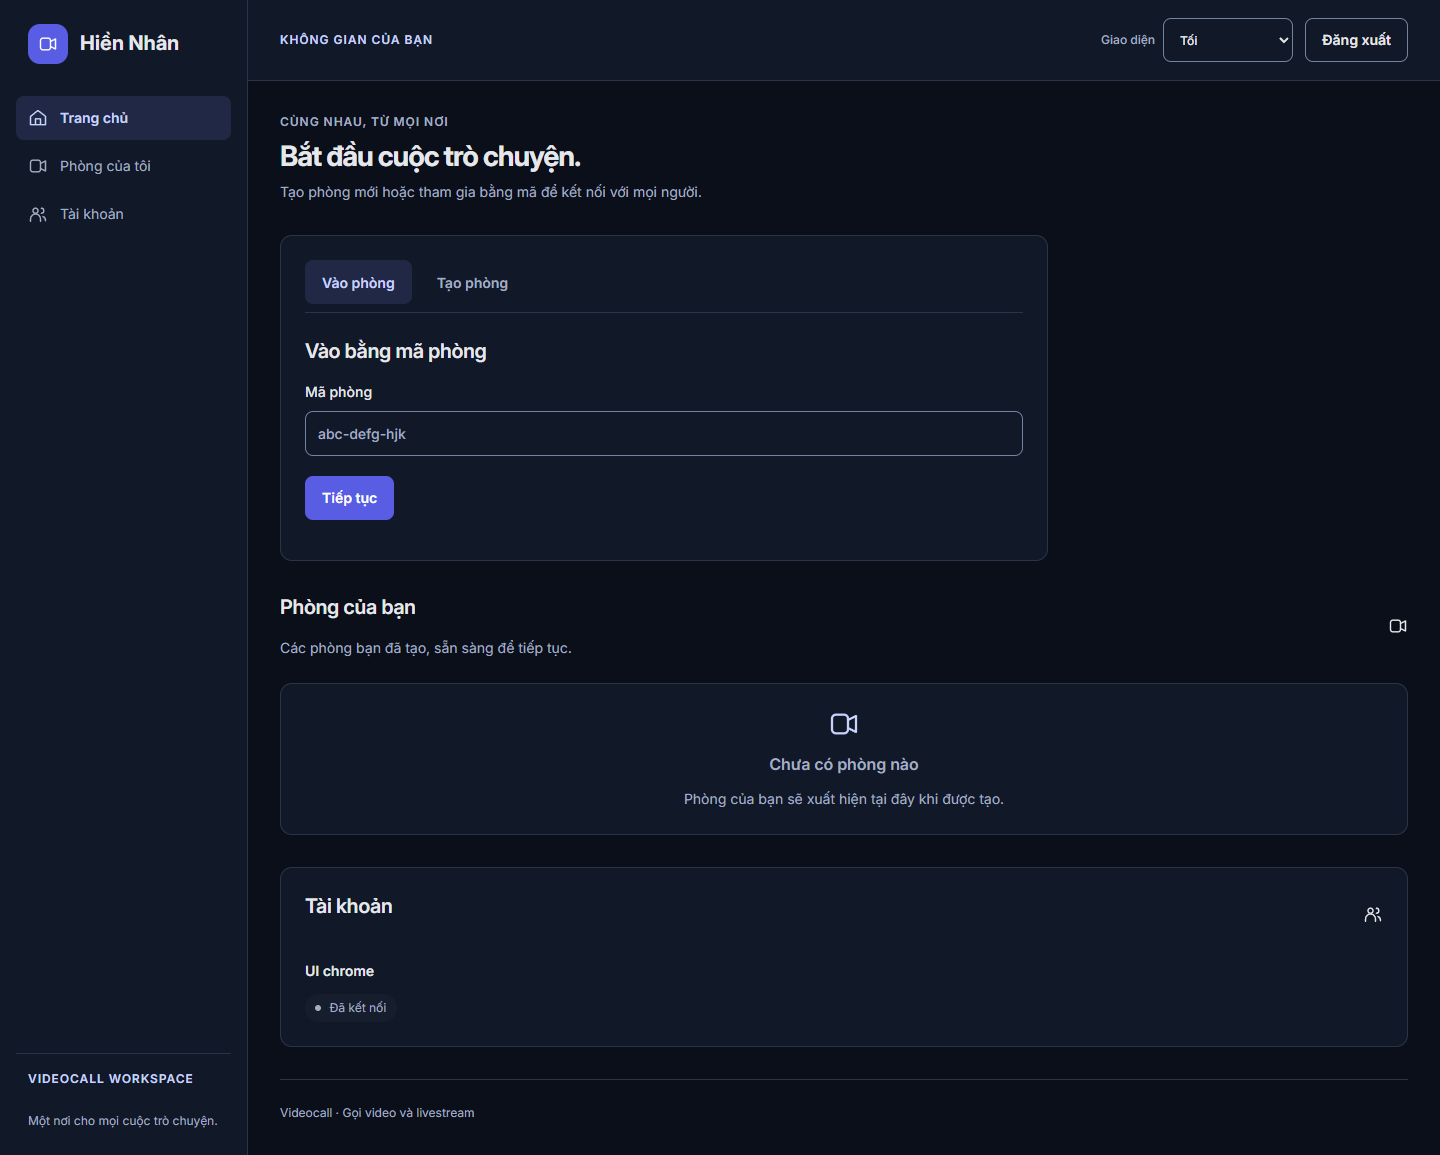 Hiền Nhân
Trang chủ
Phòng của tôi
Tài khoản
VIDEOCALL WORKSPACE
Một nơi cho mọi cuộc trò chuyện.
KHÔNG GIAN CỦA BẠN
Giao diện
Tối
Đăng xuất
CÙNG NHAU, TỪ MỌI NƠI
Bắt đầu cuộc trò chuyện.
Tạo phòng mới hoặc tham gia bằng mã để kết nối với mọi người.
Vào phòng
Tạo phòng
Vào bằng mã phòng
Mã phòng
abc-defg-hjk
Tiếp tục
Phòng của bạn
Các phòng bạn đã tạo, sẵn sàng để tiếp tục.
Chưa có phòng nào
Phòng của bạn sẽ xuất hiện tại đây khi được tạo.
Tài khoản
UI chrome
Đã kết nối
Videocall · Gọi video và livestream